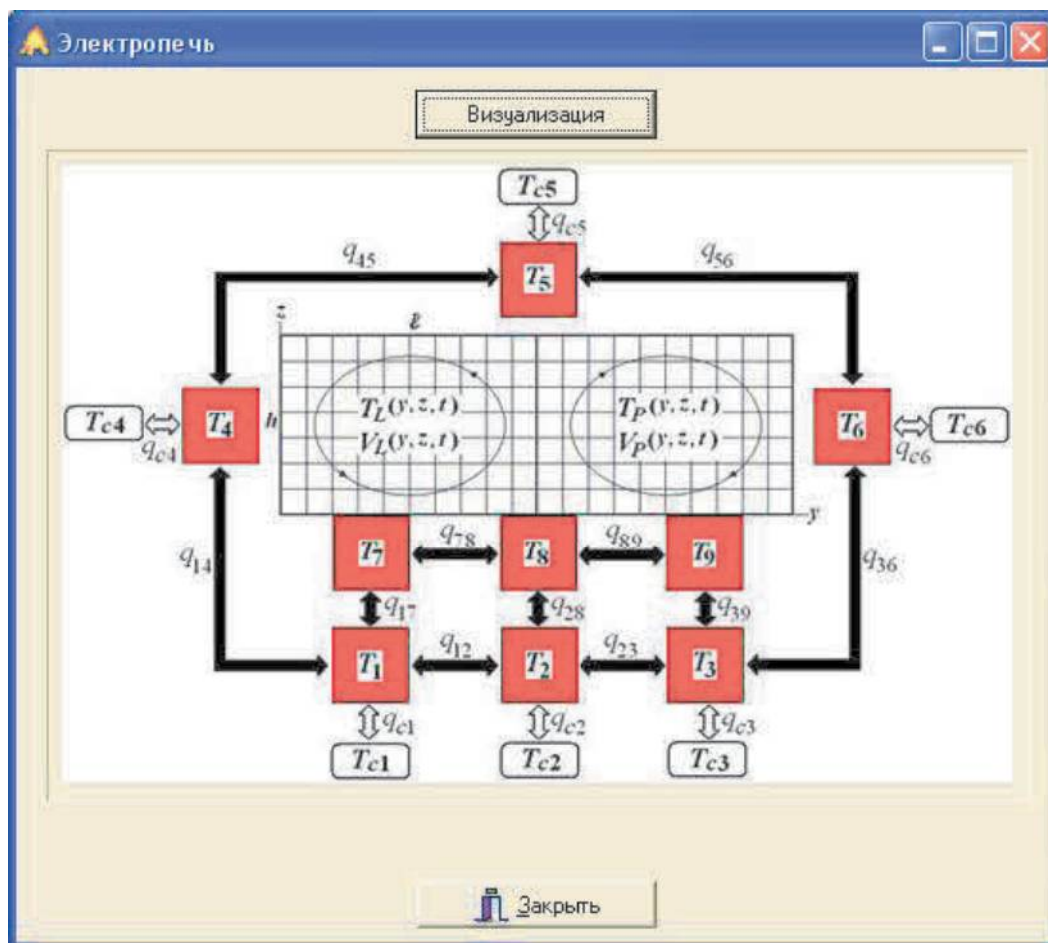 Электропечь
Визуализация
Tc5
qc5
q45 q56
T5
z ℓ
Tc4 qc4 T4 h TL(y,z,t) TP(y,z,t) T6 qc6 Tc6
VL(y,z,t) VP(y,z,t)
y
q14 T7 q78 T8 q89 T9 q36
q17 q28 q39
T1 q12 T2 q23 T3
qc1 qc2 qc3
Tc1 Tc2 Tc3
Закрыть